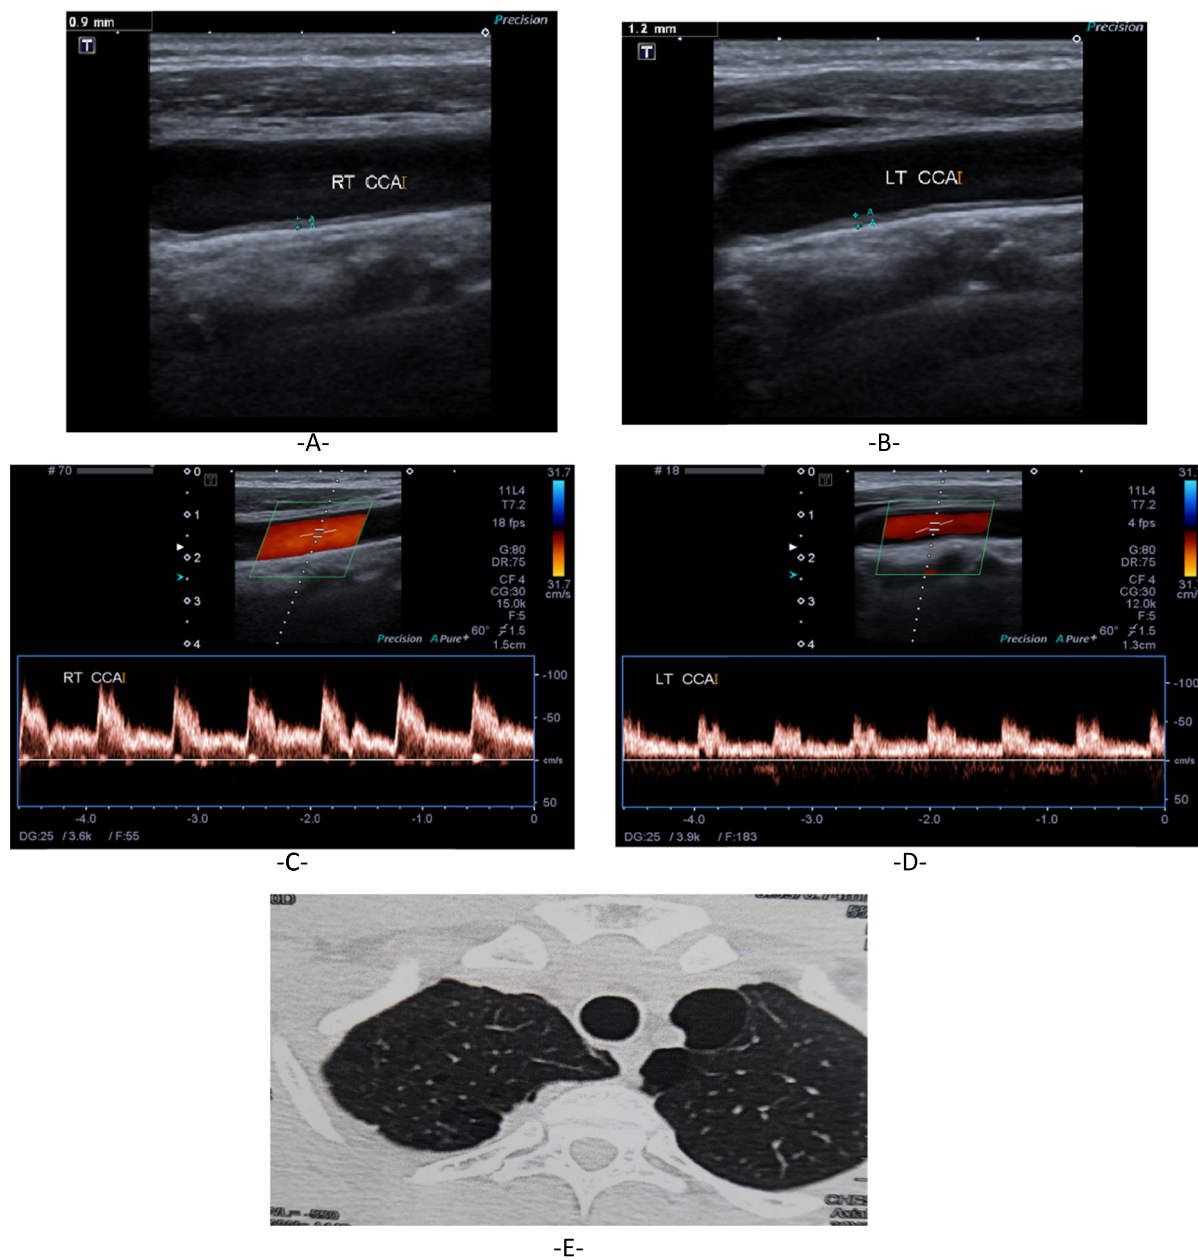 0.9 mm
Precision
T
RT CCA
-A-
1.2 mm
Precision
T
LT CCA
-B-
# 70
0
1
2
3
4
T
31.7
11L4
T7.2
18 fps
G:80
DR:75
CF 4
CG:30
15.0k
F:5
31.7
cm/s
60°
1.5
1.5cm
Precision A Pure+
RT CCA
-100
-50
cm/s
50
-4.0 -3.0 -2.0 -1.0 0
DG:25 / 3.6k / F:55
-C-
# 18
0
1
2
3
4
T
31.7
11L4
T7.2
4 fps
G:80
DR:75
CF 4
CG:30
12.0k
F:5
31.7
cm/s
60°
1.5
1.3cm
Precision A Pure+
LT CCA
-100
-50
cm/s
50
-4.0 -3.0 -2.0 -1.0 0
DG:25 / 3.9k / F:183
-D-
-E-